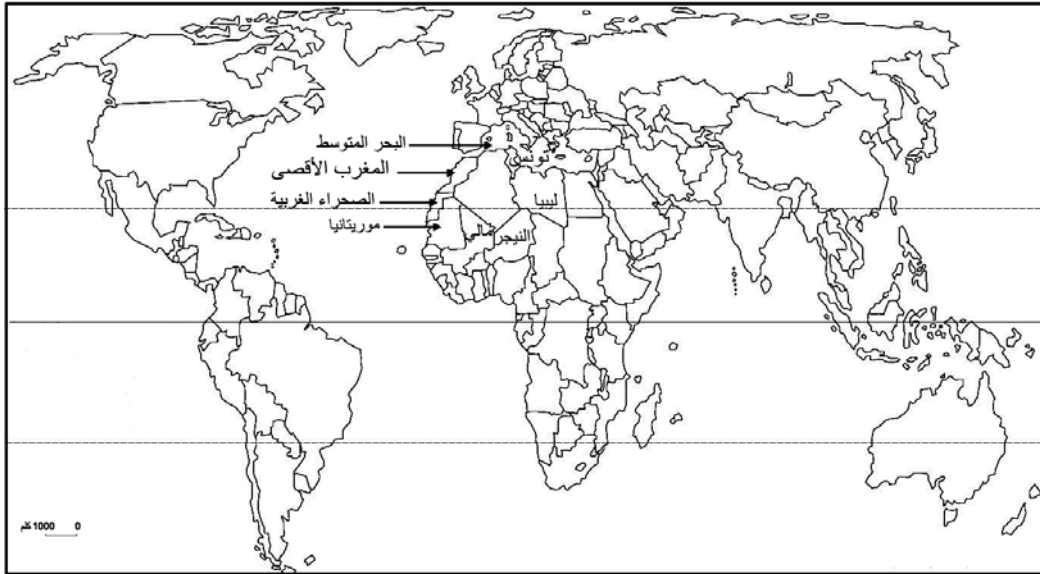 البحر المتوسط
تونس
المغرب الأقصى
الصحراء الغربية
ليبيا
موريتانيا
مالي
النيجر
0 1000 كلم